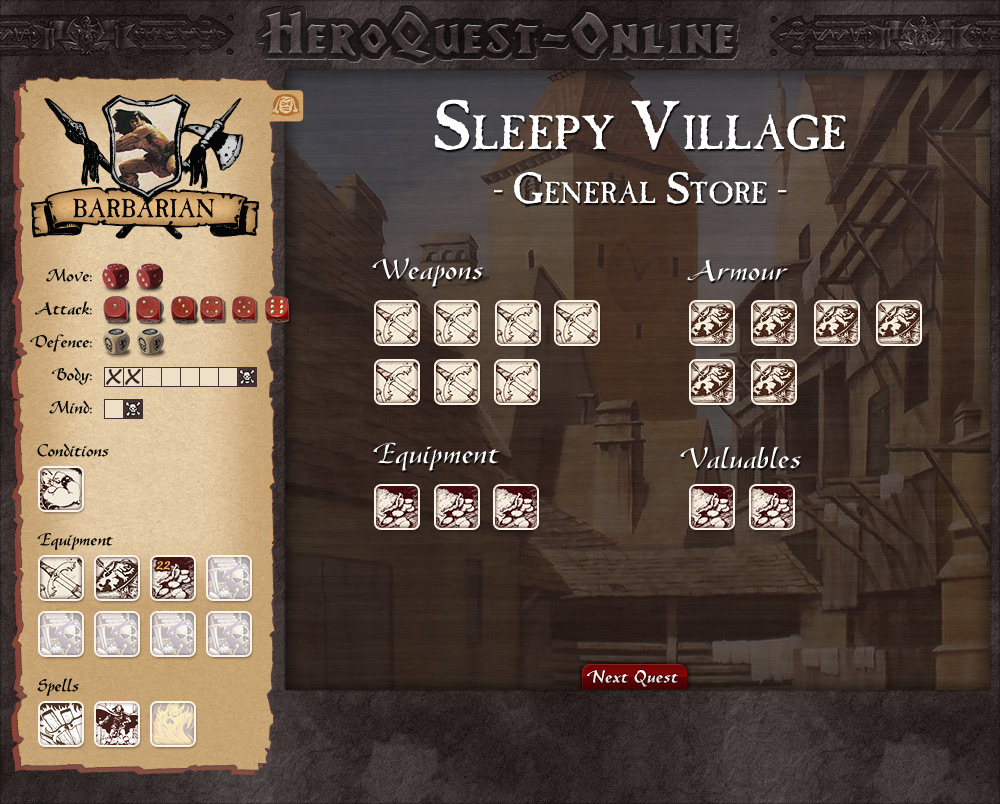 HeroQuest-Online
BARBARIAN
Move:
Attack:
Defence:
Body:
Mind:
Conditions
Equipment
22
Spells
Sleepy Village
- General Store -
Weapons
Armour
Equipment
Valuables
Next Quest